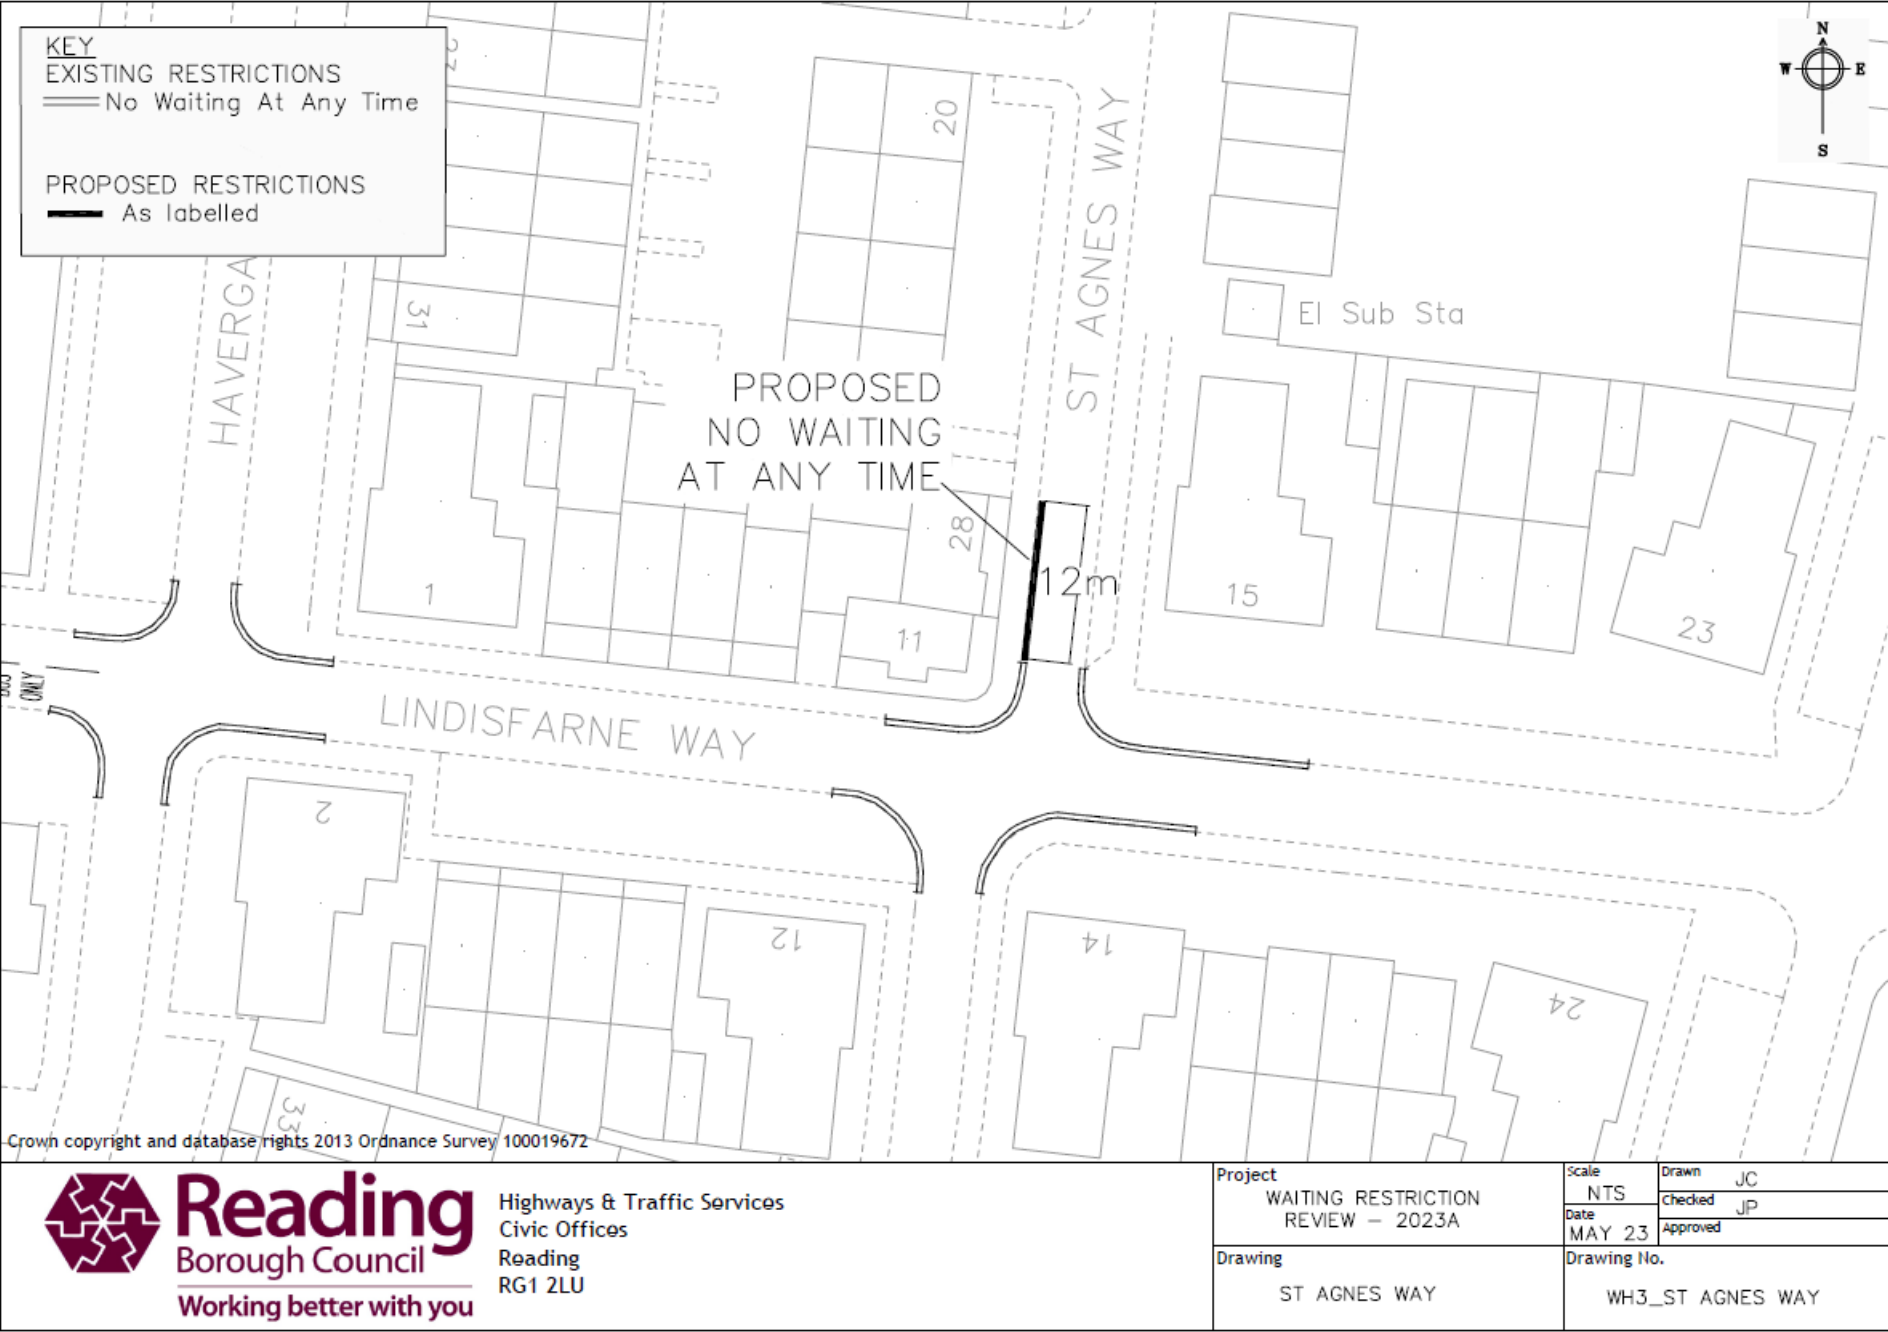 KEY
EXISTING RESTRICTIONS
No Waiting At Any Time
PROPOSED RESTRICTIONS
As labelled
N
W E
S
20
ST AGNES WAY
El Sub Sta
31
HAVERGA
PROPOSED
NO WAITING
AT ANY TIME
28
12m
1
11
15
23
ONLY
LINDISFARNE WAY
2
12
14
24
33
Crown copyright and database rights 2013 Ordnance Survey 100019672
Reading
Borough Council
Working better with you
Highways & Traffic Services
Civic Offices
Reading
RG1 2LU
Project
WAITING RESTRICTION
REVIEW - 2023A
Drawing
ST AGNES WAY
Scale
NTS
Date
MAY 23
Drawn JC
Checked JP
Approved
Drawing No.
WH3_ST AGNES WAY